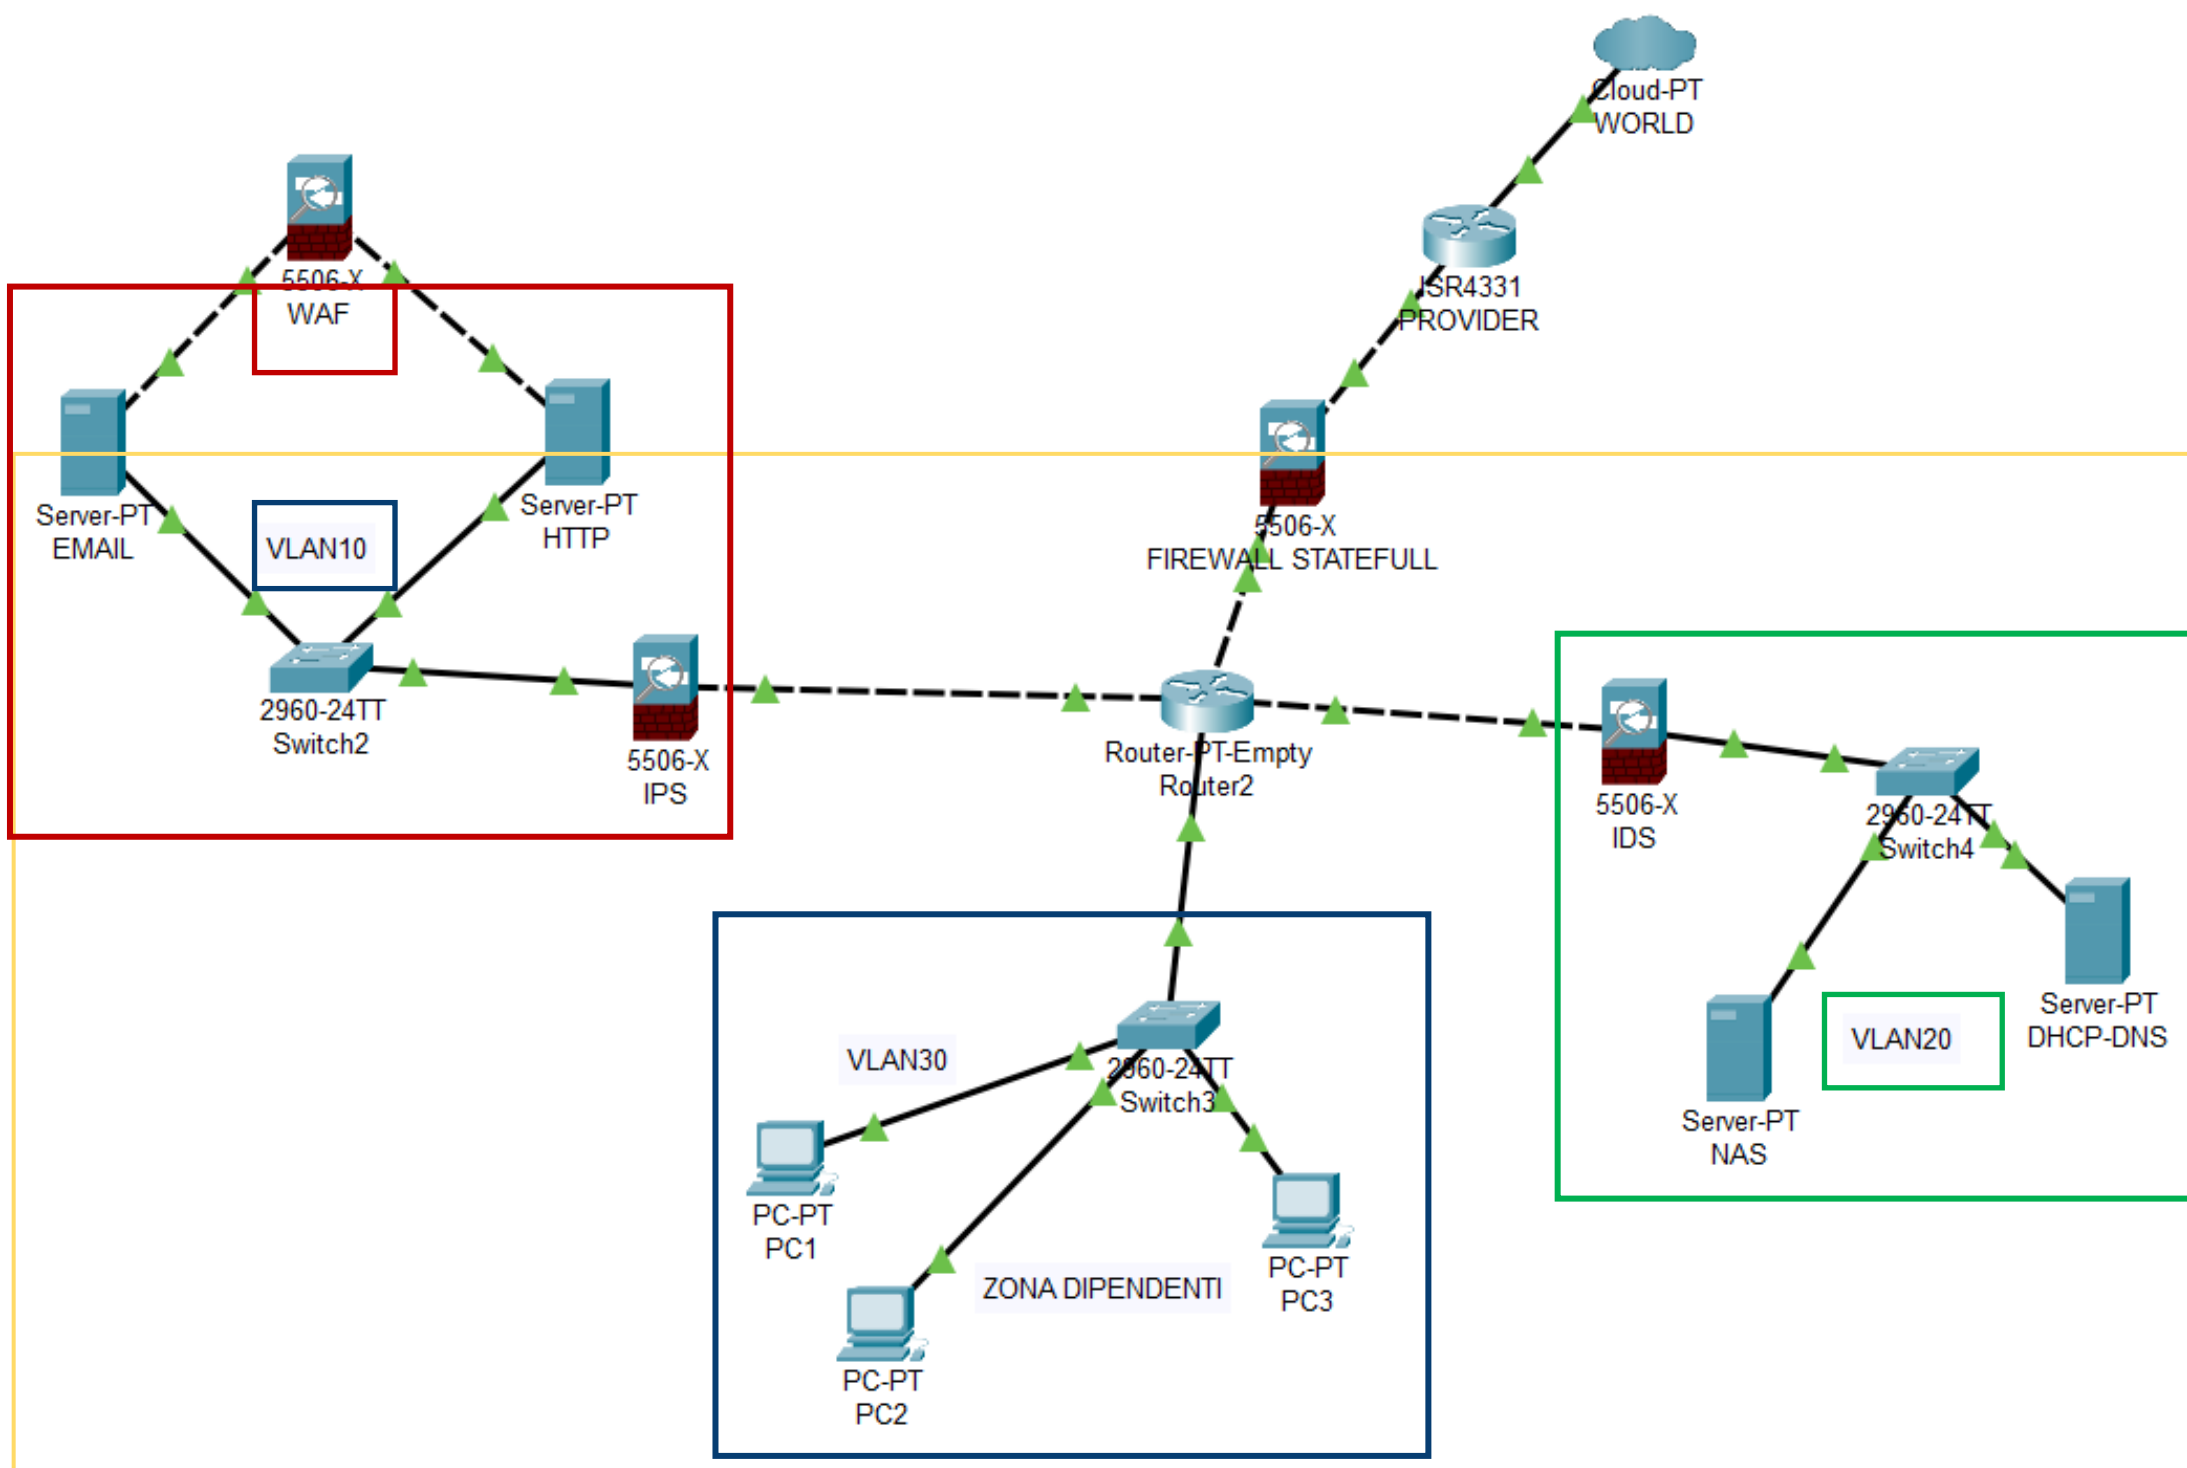 Cloud-PT
WORLD
ISR4331
PROVIDER
5506-X
WAF
Server-PT
EMAIL
Server-PT
HTTP
VLAN10
5506-X
FIREWALL STATEFULL
2960-24TT
Switch2
5506-X
IPS
Router-PT-Empty
Router2
5506-X
IDS
2960-24TT
Switch4
Server-PT
DHCP-DNS
VLAN20
Server-PT
NAS
VLAN30
2960-24TT
Switch3
PC-PT
PC1
ZONA DIPENDENTI
PC-PT
PC3
PC-PT
PC2